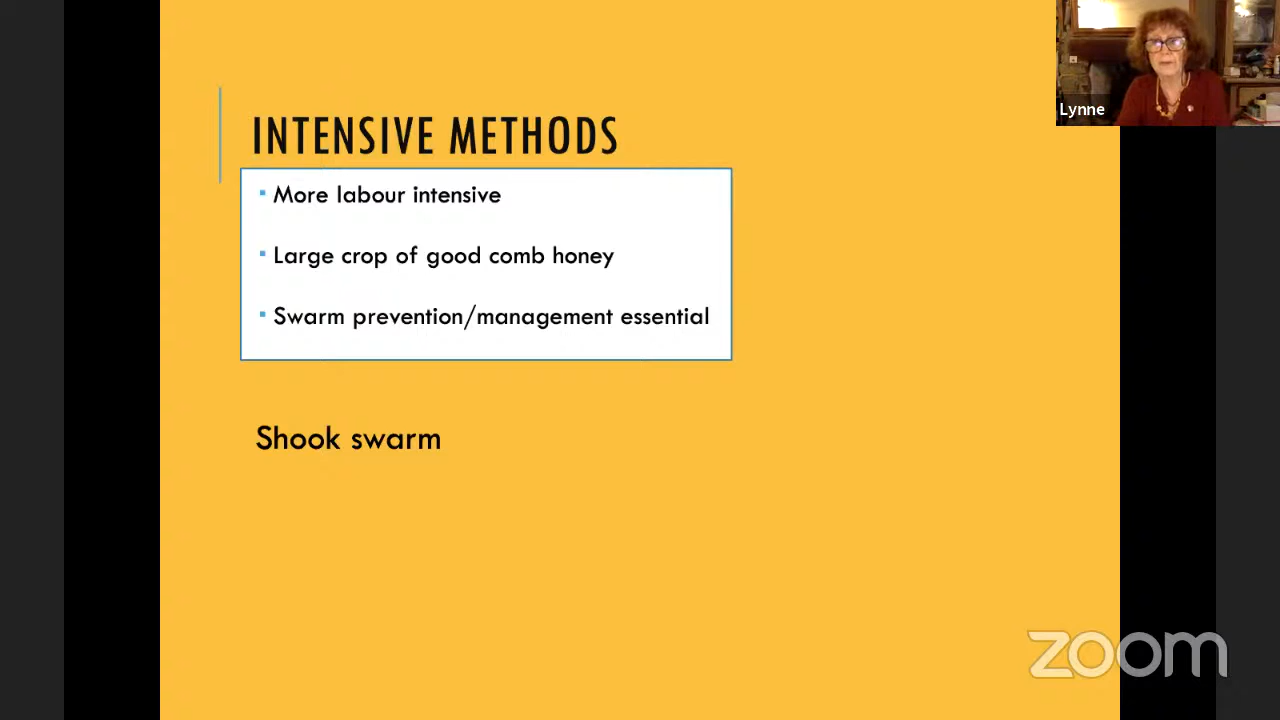 INTENSIVE METHODS
More labour intensive
Large crop of good comb honey
Swarm prevention/management essential
Shook swarm
Lynne
zoom